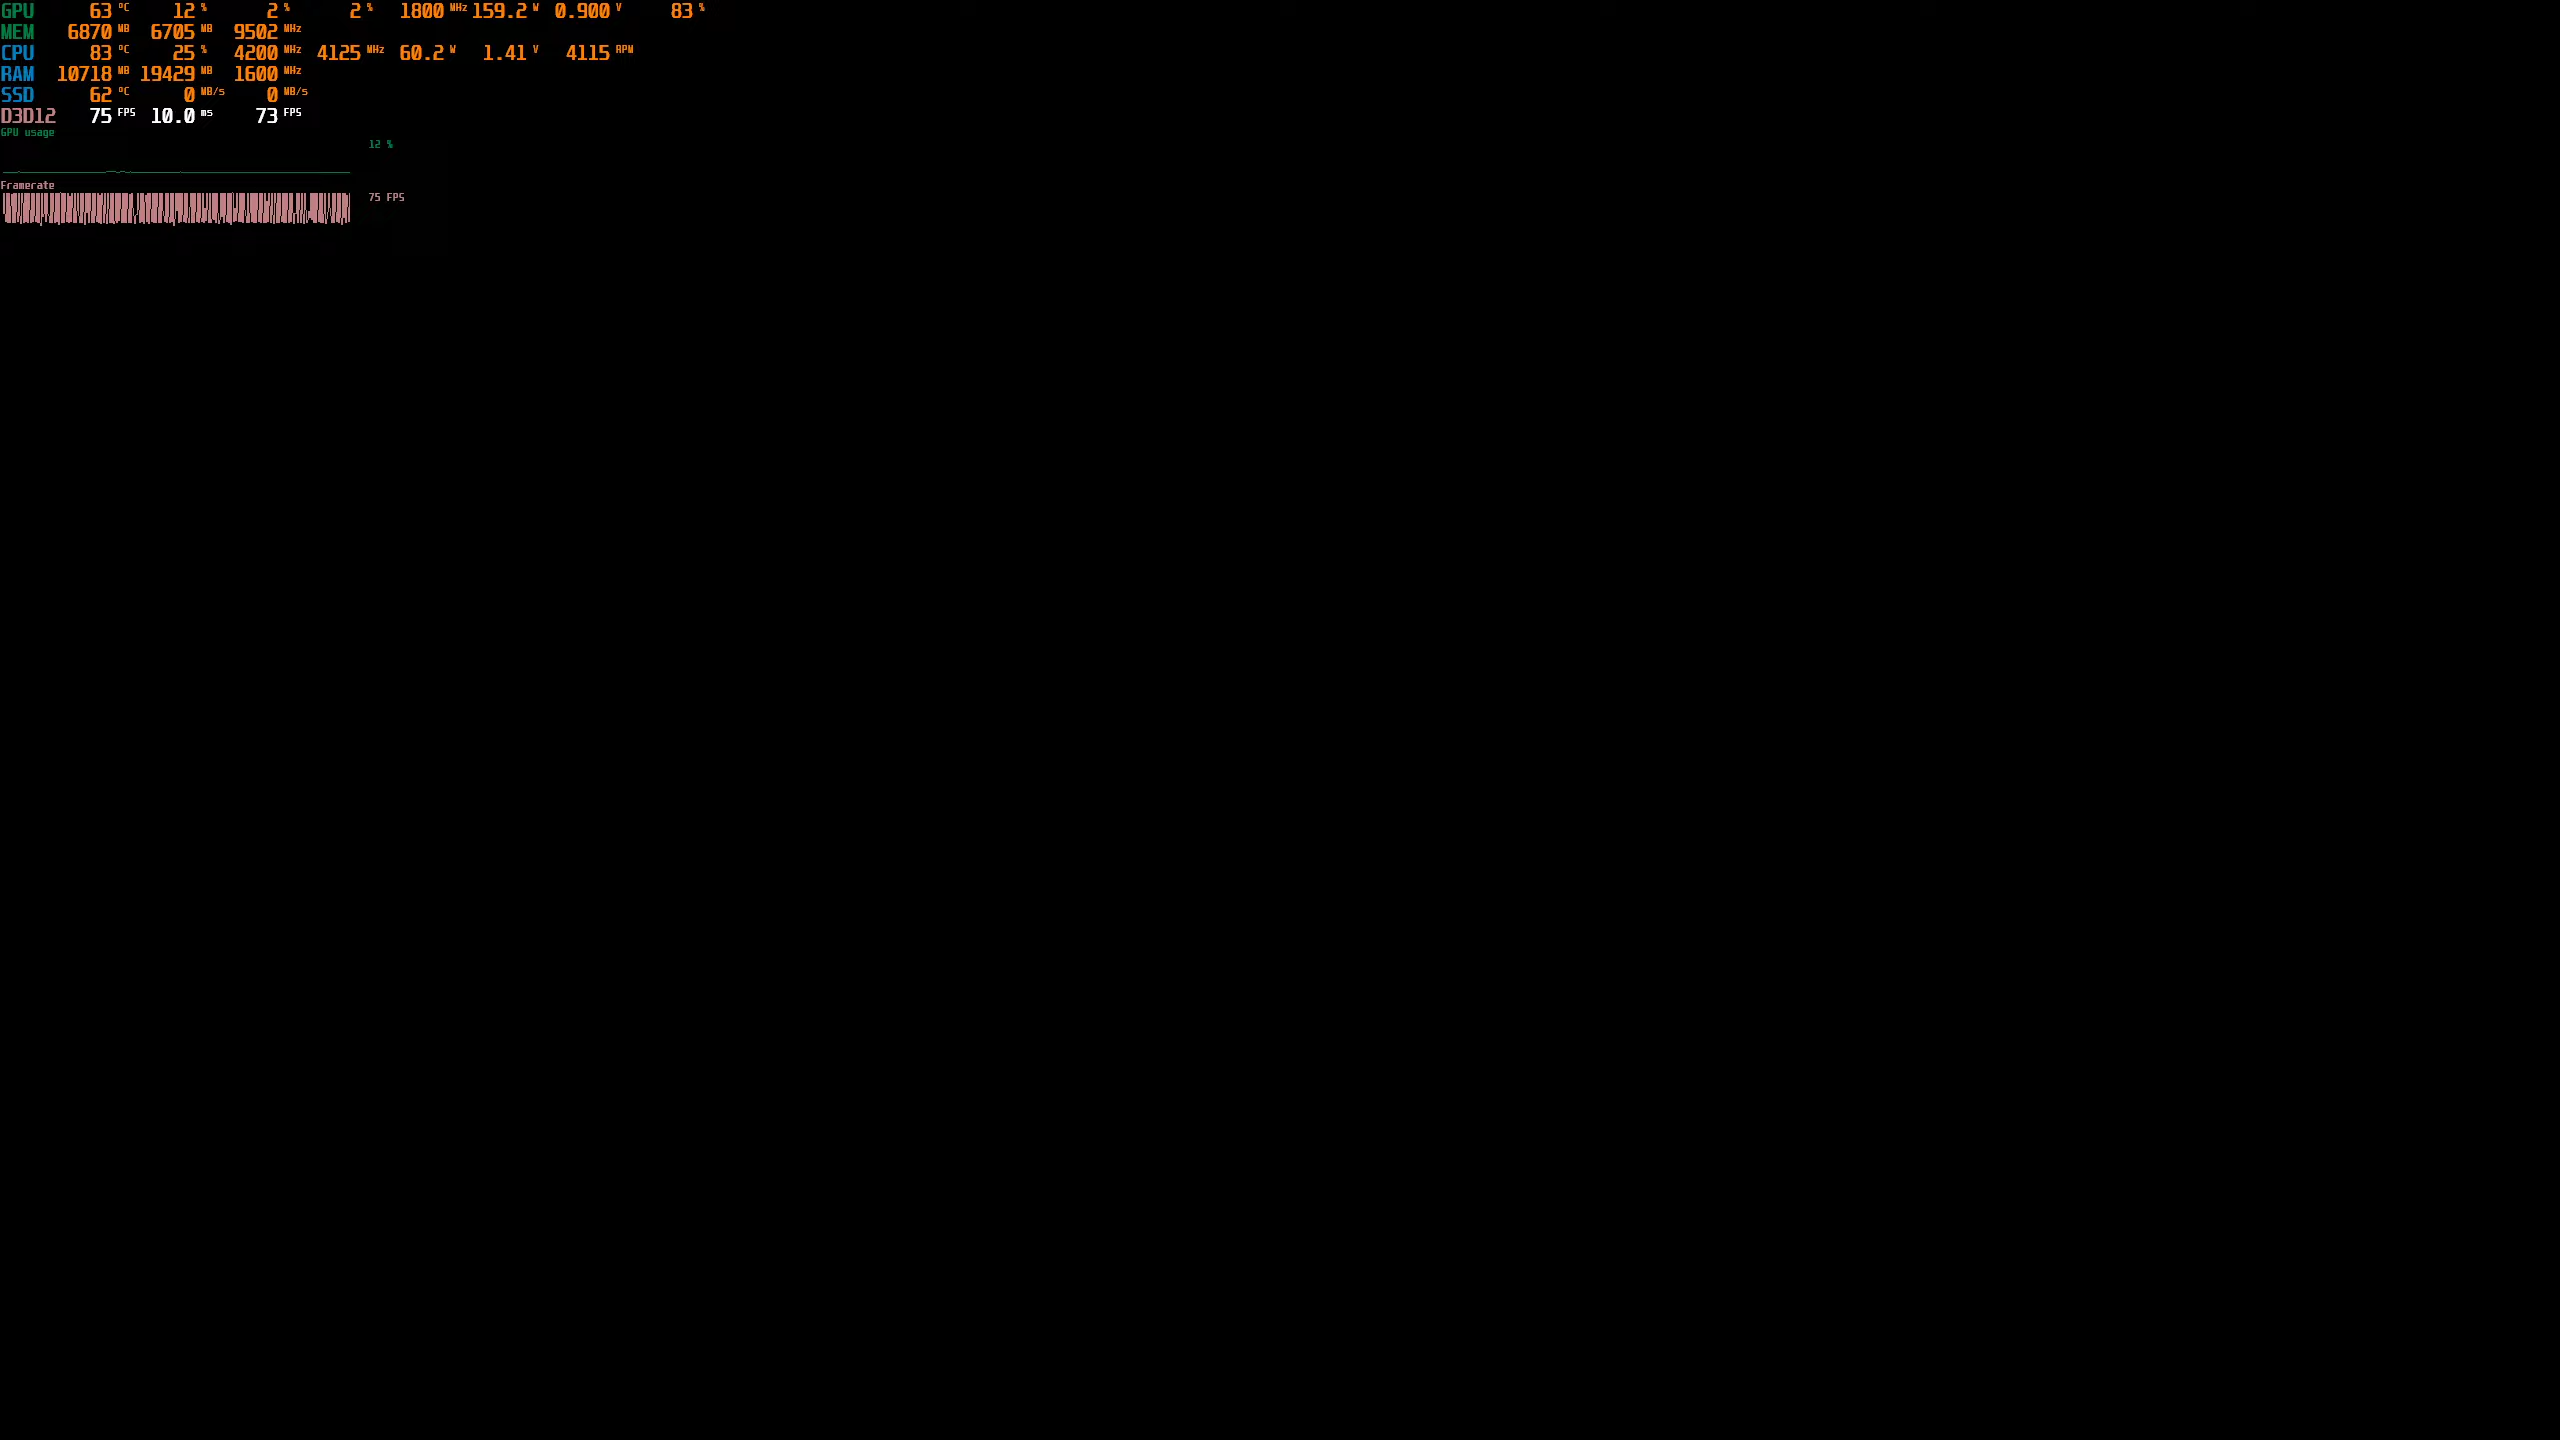 GPU 63 °C 12 % 2 % 2 % 1800 MHz 159.2 W 0.900 V 83 %
MEM 6870 MB 6705 MB 9502 MHz
CPU 83 °C 25 % 4200 MHz 4125 MHz 60.2 W 1.41 V 4115 RPM
RAM 10718 MB 19429 MB 1600 MHz
SSD 62 °C 0 MB/s 0 MB/s
D3D12 75 FPS 10.0 ms 73 FPS
GPU usage
12 %
Framerate
75 FPS